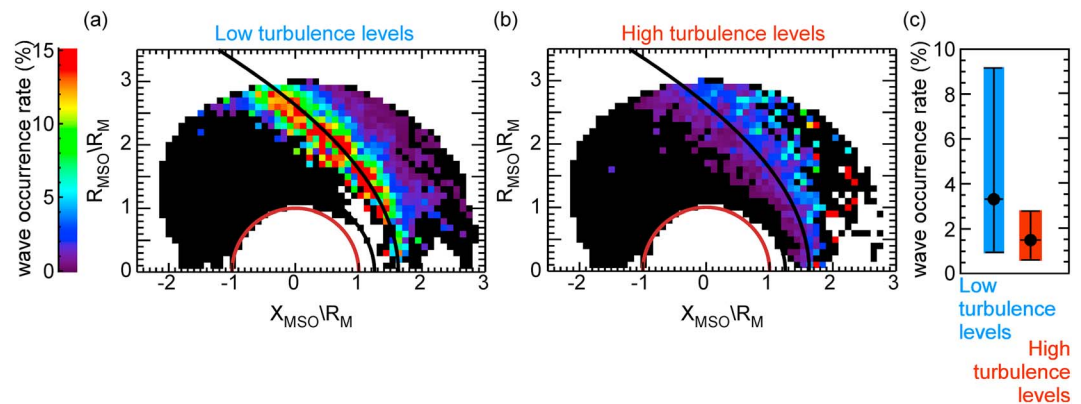 (a)
Low turbulence levels
wave occurrence rate (%)
15
10
5
0
R_MSO\R_M
3
2
1
0
-2 -1 0 1 2 3
X_MSO\R_M
(b)
High turbulence levels
R_MSO\R_M
3
2
1
0
-2 -1 0 1 2 3
X_MSO\R_M
(c)
wave occurrence rate (%)
10
8
6
4
2
0
Low
turbulence
levels
High
turbulence
levels